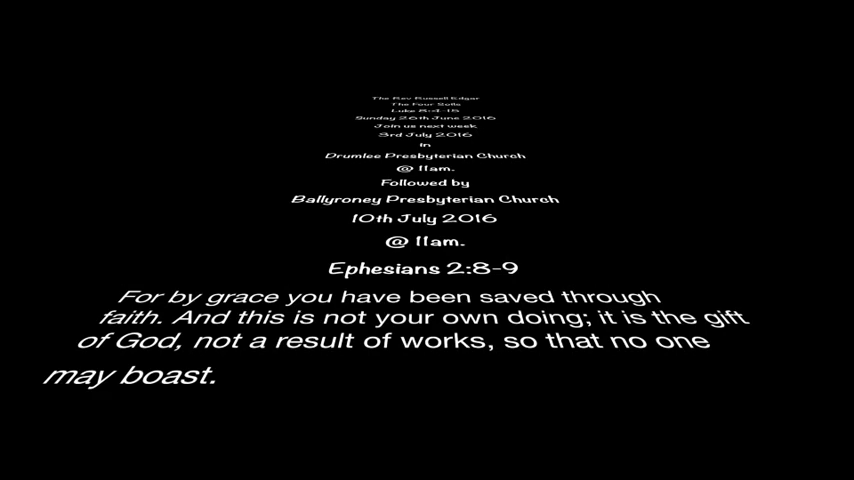 The Rev Russell Edgar
The Four Soils
Luke 8:4-15
Sunday 26th June 2016
Join us next week
3rd July 2016
in
Drumlee Presbyterian Church
@ 11am.
Followed by
Ballyroney Presbyterian Church
10th July 2016
@ 11am.
Ephesians 2:8-9
For by grace you have been saved through
faith. And this is not your own doing; it is the gift
of God, not a result of works, so that no one
may boast.